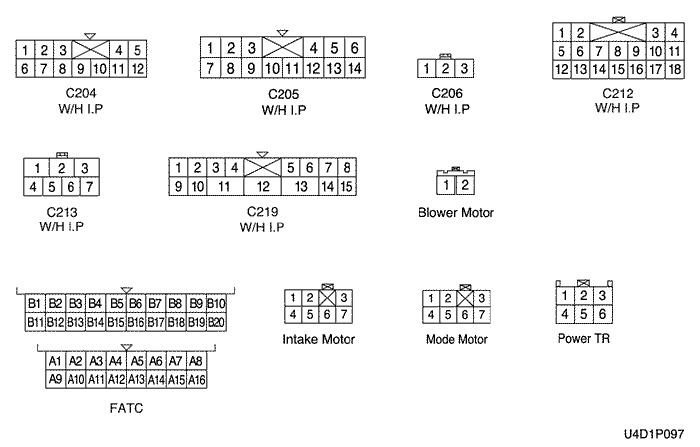 1 2 3 4 5
6 7 8 9 10 11 12
C204
W/H I.P
1 2 3 4 5 6
7 8 9 10 11 12 13 14
C205
W/H I.P
1 2 3
C206
W/H I.P
1 2 3 4
5 6 7 8 9 10 11
12 13 14 15 16 17 18
C212
W/H I.P
1 2 3
4 5 6 7
C213
W/H I.P
1 2 3 4 5 6 7 8
9 10 11 12 13 14 15
C219
W/H I.P
1 2
Blower Motor
B1 B2 B3 B4 B5 B6 B7 B8 B9 B10
B11 B12 B13 B14 B15 B16 B17 B18 B19 B20
A1 A2 A3 A4 A5 A6 A7 A8
A9 A10 A11 A12 A13 A14 A15 A16
FATC
1 2 3
4 5 6 7
Intake Motor
1 2 3
4 5 6 7
Mode Motor
1 2 3
4 5 6
Power TR
U4D1P097